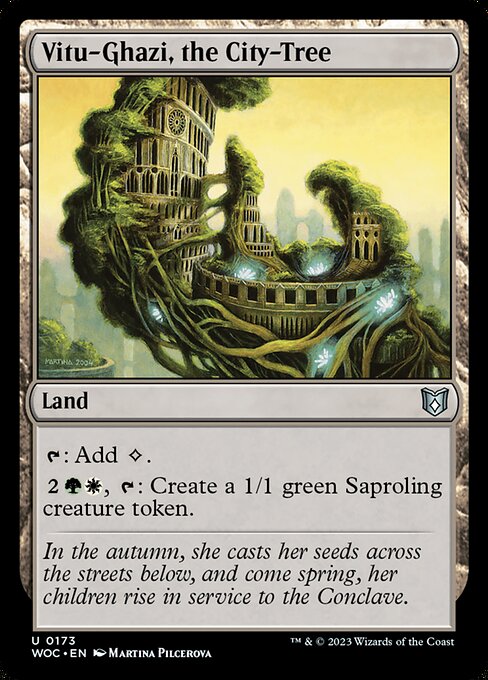 Vitu-Ghazi, the City-Tree
MARTINA 2004
Land
: Add .
2 , : Create a 1/1 green Saproling
creature token.
In the autumn, she casts her seeds across
the streets below, and come spring, her
children rise in service to the Conclave.
U 0173
WOC • EN MARTINA PILCEROVA
™ & © 2023 Wizards of the Coast